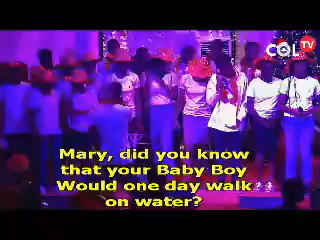 COL TV
Mary, did you know
that your Baby Boy
Would one day walk
on water?